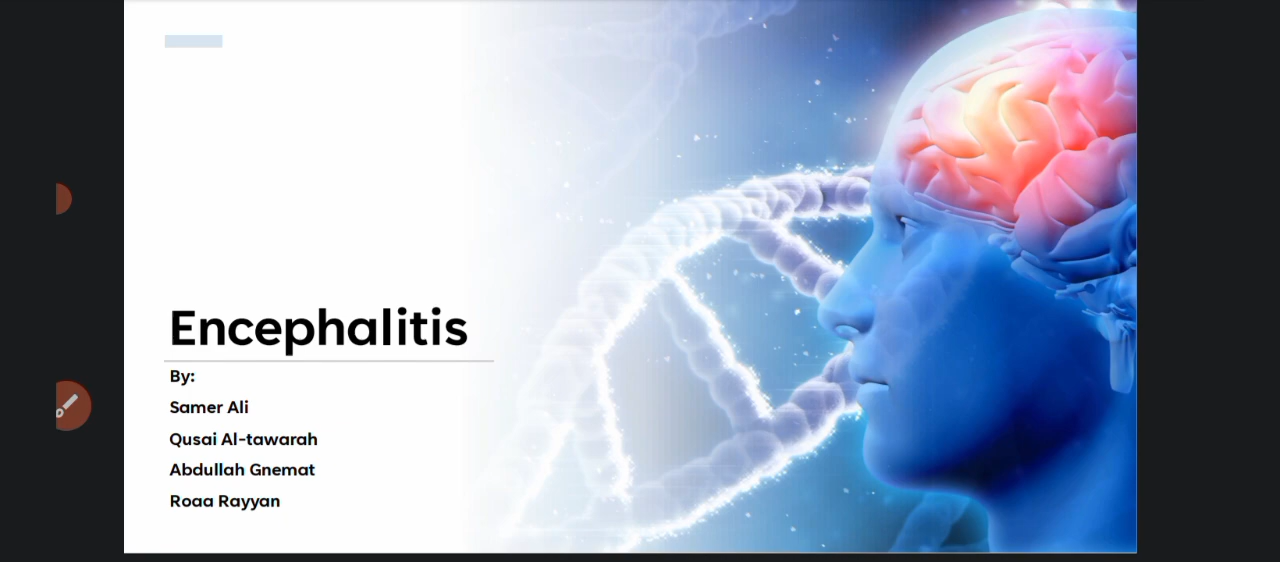 Encephalitis
By:
Samer Ali
Qusai Al-tawarah
Abdullah Gnemat
Roaa Rayyan